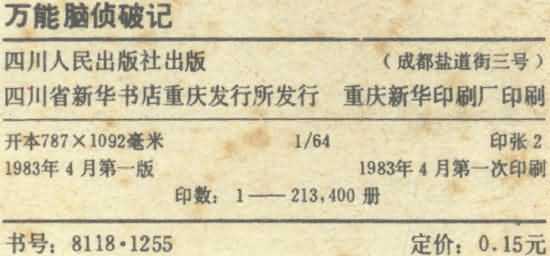 万能脑侦破记
四川人民出版社出版 （成都盐道街三号）
四川省新华书店重庆发行所发行 重庆新华印刷厂印刷
开本787×1092毫米 1/64 印张 2
1983年 4 月第一版 1983年 4 月第一次印刷
印数：1——213,400 册
书号：8118·1255 定价：0.15元